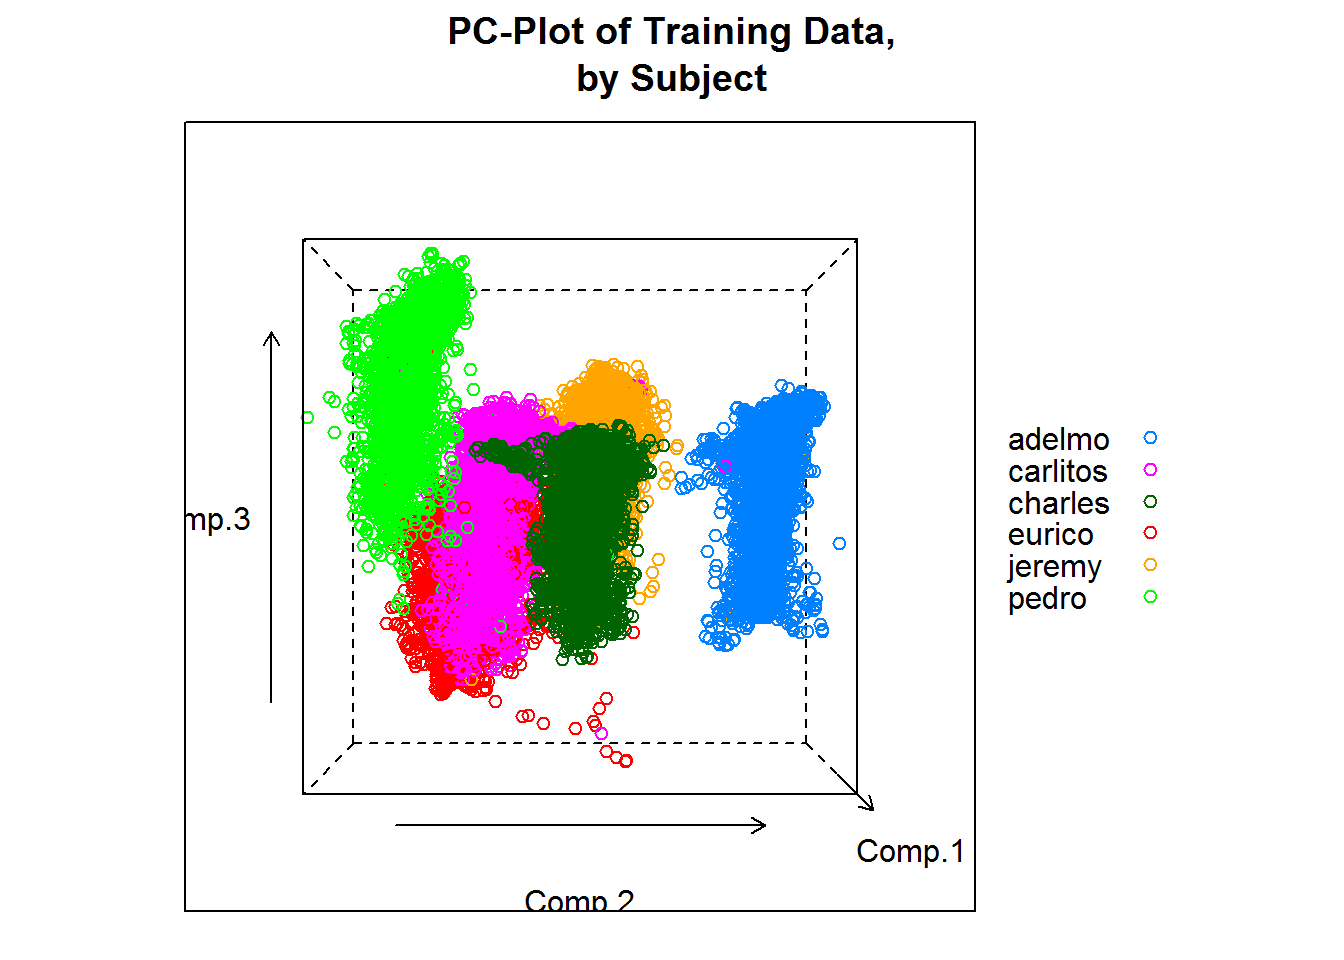 PC-Plot of Training Data,
by Subject
mp.3
adelmo
carlitos
charles
eurico
jeremy
pedro
Comp.1
Comp.2